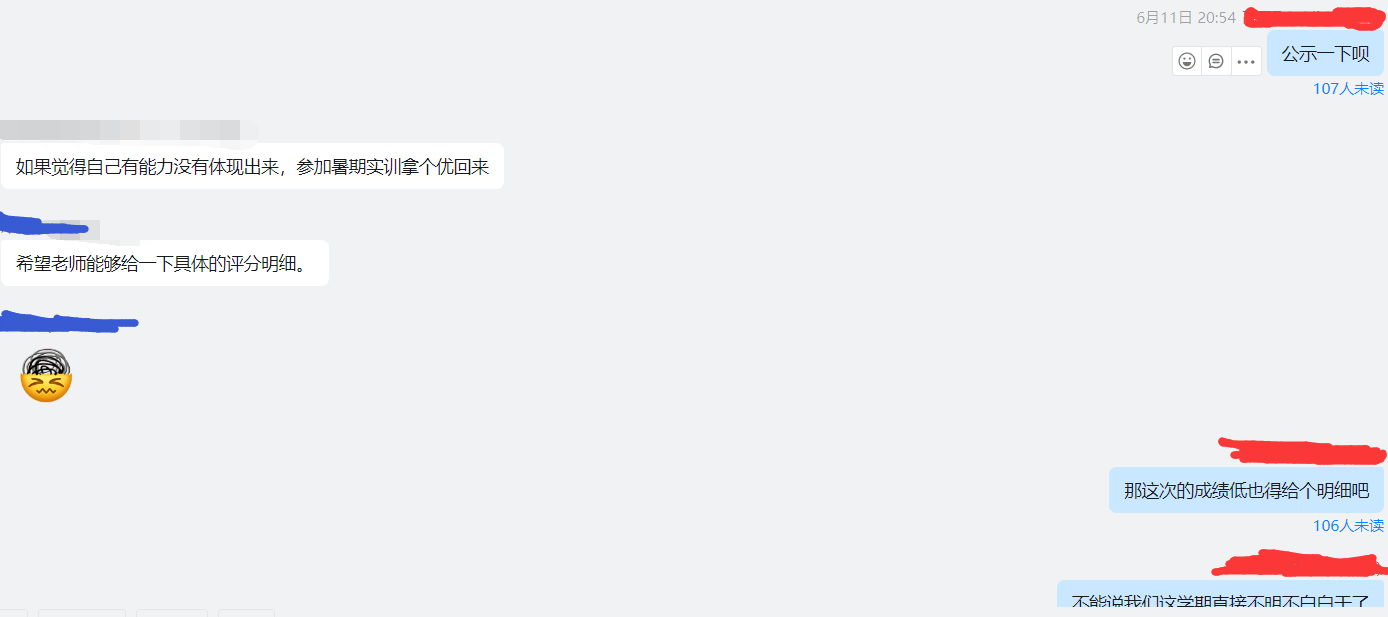 6月11日 20:54
公示一下呗
107人未读
如果觉得自己有能力没有体现出来，参加暑期实训拿个优回来
希望老师能够给一下具体的评分明细。
那这次的成绩低也得给个明细吧
106人未读
不能说我们这学期直接不明不白白干了